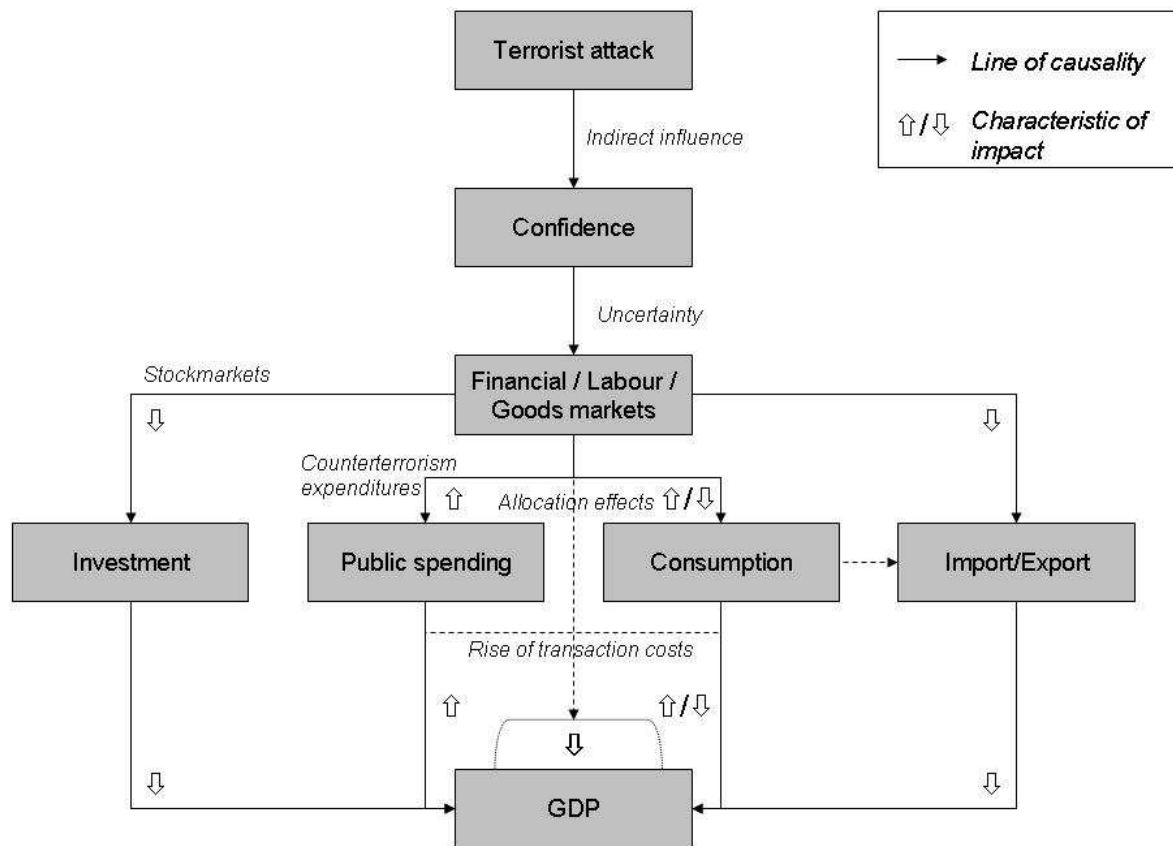 Terrorist attack
Line of causality
⇧/⇩ Characteristic of
impact
Indirect influence
Confidence
Uncertainty
Stockmarkets
Financial / Labour /
Goods markets
⇩
⇩
Counterterrorism
expenditures
⇧
Allocation effects
⇧/⇩
Investment
Public spending
Consumption
Import/Export
Rise of transaction costs
⇧
⇧/⇩
⇩
⇩
⇩
GDP